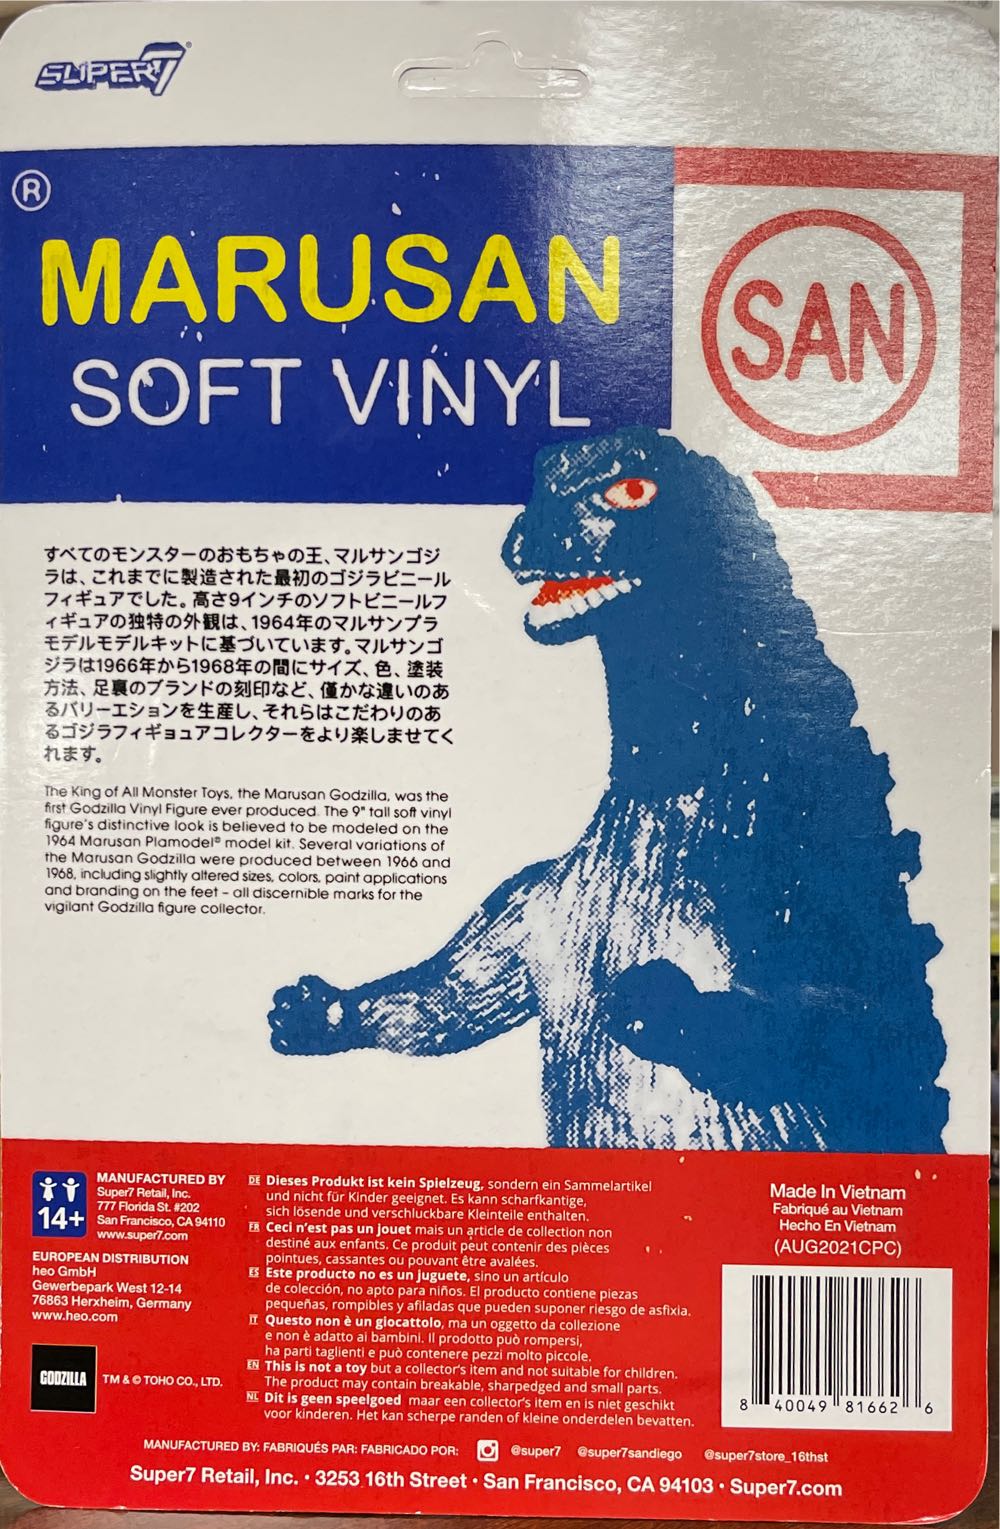 SUPER7®
®
MARUSAN
SOFT VINYL
SAN
すべてのモンスターのおもちゃの王、マルサンゴジ
ラは、これまでに製造された最初のゴジラビニール
フィギュアでした。高さ9インチのソフトビニールフ
ィギュアの独特の外観は、1964年のマルサンプラ
モデルモデルキットに基づいています。マルサンゴ
ジラは1966年から1968年の間にサイズ、色、塗装
方法、足裏のブランドの刻印など、僅かな違いのあ
るバリーエションを生産し、それらはこだわりのあ
るゴジラフィギョュアコレクターをより楽しませてく
れます。
The King of All Monster Toys, the Marusan Godzilla, was the
first Godzilla Vinyl Figure ever produced. The 9" tall soft vinyl
figure's distinctive look is believed to be modeled on the
1964 Marusan Plamodel® model kit. Several variations of
the Marusan Godzilla were produced between 1966 and
1968, including slightly altered sizes, colors, paint applications
and branding on the feet – all discernible marks for the
vigilant Godzilla figure collector.
14+
MANUFACTURED BY
Super7 Retail, Inc.
777 Florida St. #202
San Francisco, CA 94110
www.super7.com
EUROPEAN DISTRIBUTION
heo GmbH
Gewerbepark West 12-14
76863 Herxheim, Germany
www.heo.com
GODZILLA
TM & © TOHO CO., LTD.
DE Dieses Produkt ist kein Spielzeug, sondern ein Sammelartikel
und nicht für Kinder geeignet. Es kann scharfkantige,
sich lösende und verschluckbare Kleinteile enthalten.
FR Ceci n'est pas un jouet mais un article de collection non
destiné aux enfants. Ce produit peut contenir des pièces
pointues, cassantes ou pouvant être avalées.
ES Este producto no es un juguete, sino un artículo
de colección, no apto para niños. El producto contiene piezas
pequeñas, rompibles y afiladas que pueden suponer riesgo de asfixia.
IT Questo non è un giocattolo, ma un oggetto da collezione
e non è adatto ai bambini. Il prodotto può rompersi,
ha parti taglienti e può contenere pezzi molto piccole.
EN This is not a toy but a collector's item and not suitable for children.
The product may contain breakable, sharpedged and small parts.
NL Dit is geen speelgoed maar een collector's item en is niet geschikt
voor kinderen. Het kan scherpe randen of kleine onderdelen bevatten.
Made In Vietnam
Fabriqué au Vietnam
Hecho En Vietnam
(AUG2021CPC)
8 40049 81662 6
MANUFACTURED BY: FABRIQUÉS PAR: FABRICADO POR: @super7 @super7sandiego @super7store_16thst
Super7 Retail, Inc. • 3253 16th Street • San Francisco, CA 94103 • Super7.com